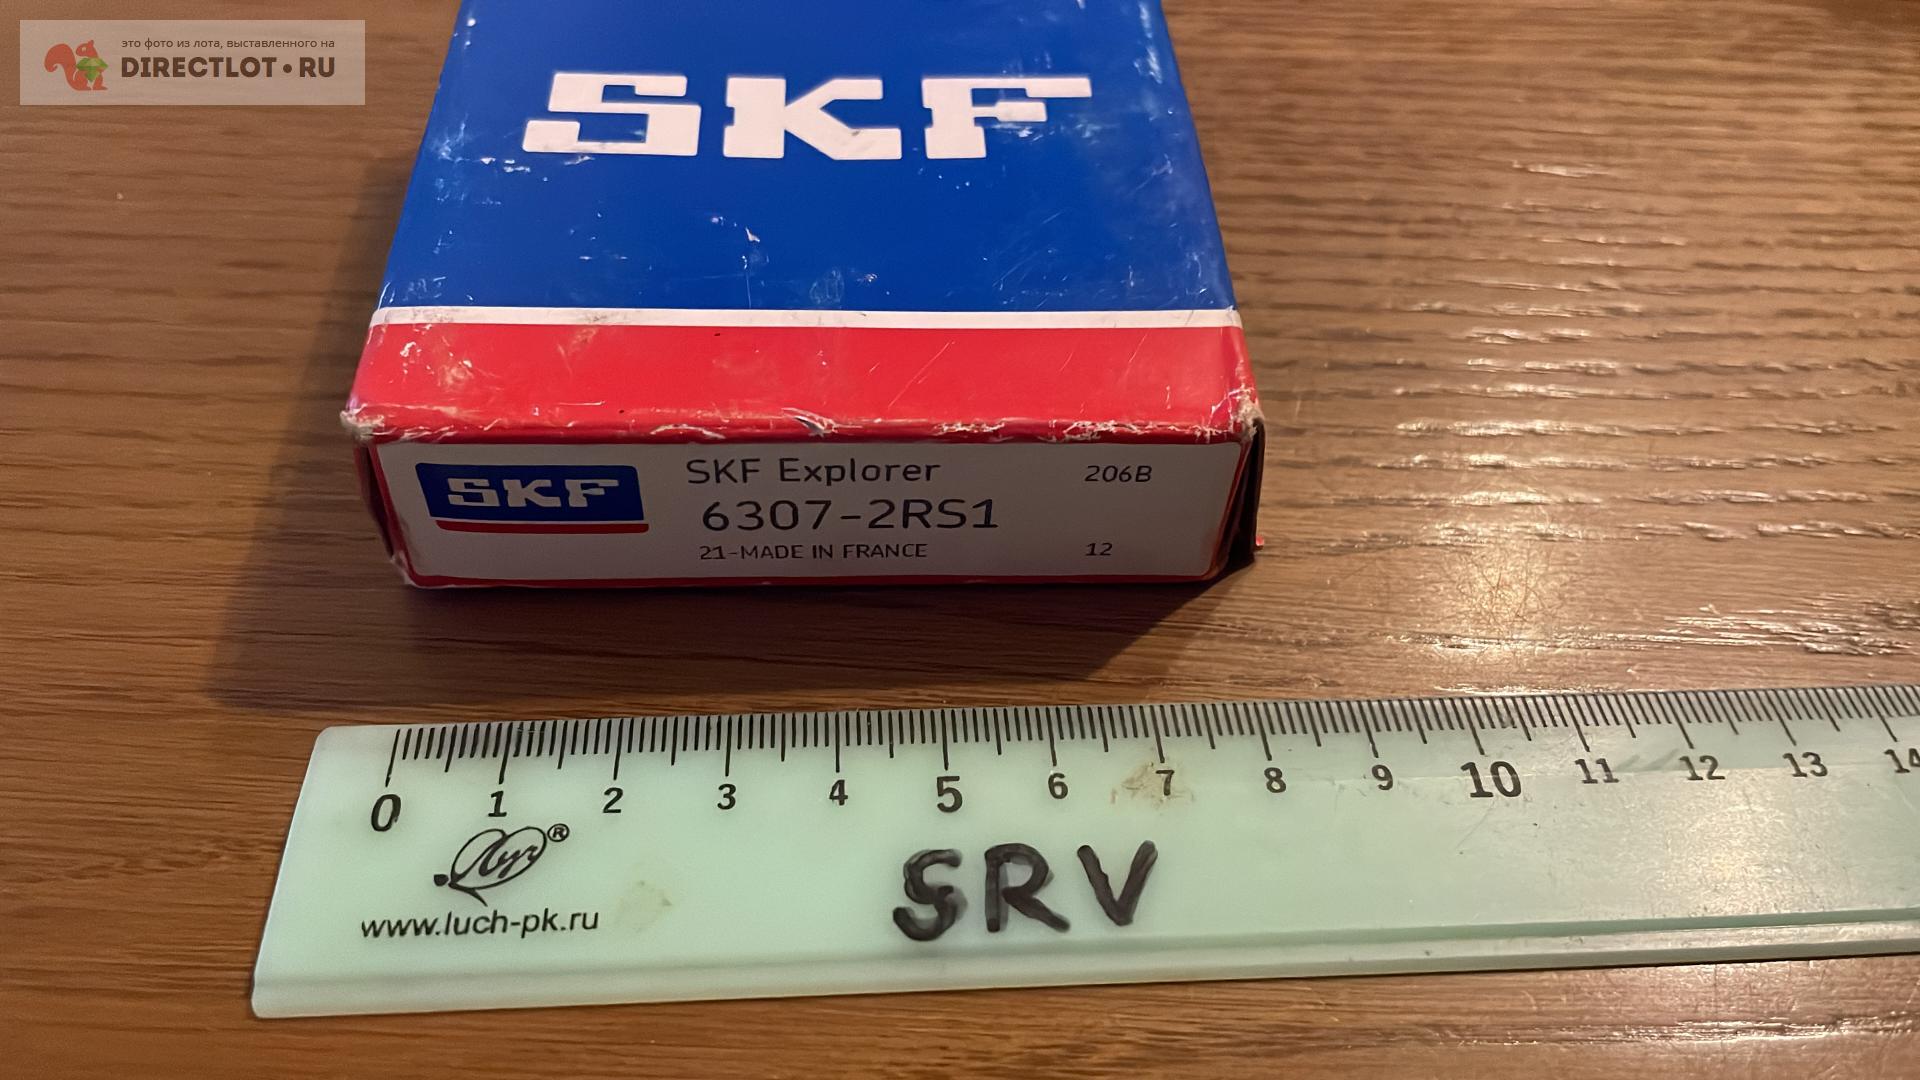 это фото из лота, выставленного на
DIRECTLOT•RU
SKF
SKF
SKF Explorer
206B
6307-2RS1
21-MADE IN FRANCE
12
0 1 2 3 4 5 6 7 8 9 10 11 12 13 14
Луч®
www.luch-pk.ru
SRV